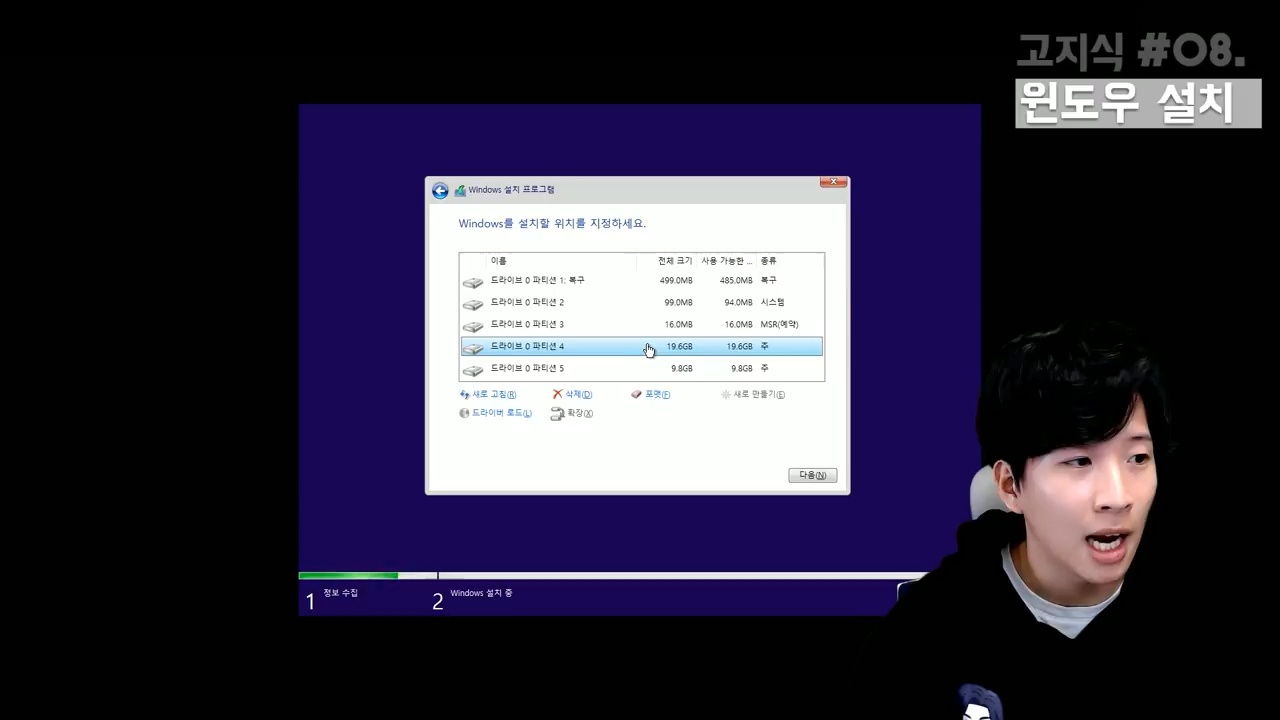 고지식 #08.
윈도우 설치
Windows 설치 프로그램
Windows를 설치할 위치를 지정하세요.
이름 전체 크기 사용 가능한 ... 종류
드라이브 0 파티션 1: 복구 499.0MB 485.0MB 복구
드라이브 0 파티션 2 99.0MB 94.0MB 시스템
드라이브 0 파티션 3 16.0MB 16.0MB MSR(예약)
드라이브 0 파티션 4 19.6GB 19.6GB 주
드라이브 0 파티션 5 9.8GB 9.8GB 주
새로 고침(R) 삭제(D) 포맷(F) 새로 만들기(E)
드라이버 로드(L) 확장(X)
다음(N)
1 정보 수집 2 Windows 설치 중